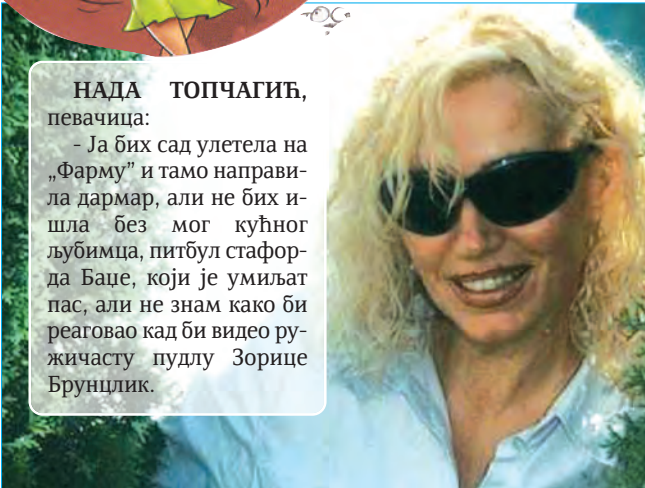 НАДА ТОПЧАГИЋ,
певачица:
- Ја бих сад улетела на
„Фарму” и тамо направи-
ла дармар, али не бих и-
шла без мог кућног
љубимца, питбул стафор-
да Баџе, који је умиљат
пас, али не знам како би
реаговао кад би видео ру-
жичасту пудлу Зорице
Брунцлик.